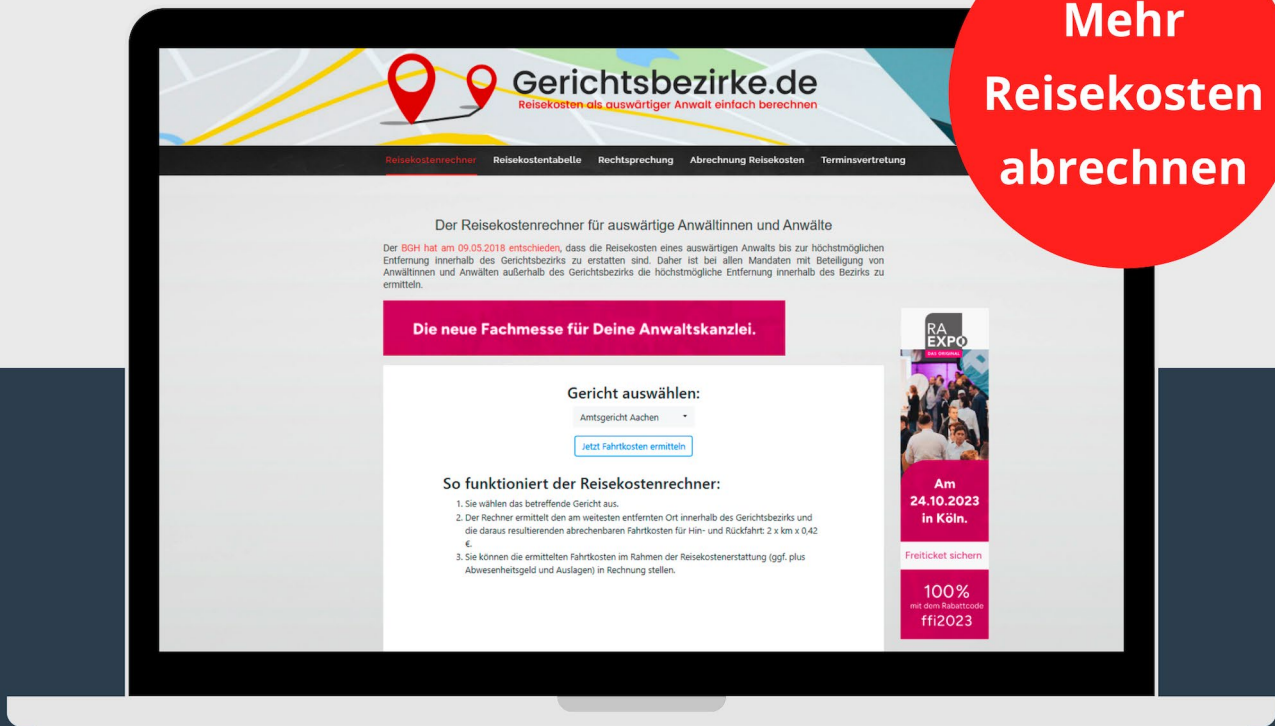 Mehr
Reisekosten
abrechnen
Gerichtsbezirke.de
Reisekosten als auswärtiger Anwalt einfach berechnen
Reisekostenrechner Reisekostentabelle Rechtsprechung Abrechnung Reisekosten Terminsvertretung
Der Reisekostenrechner für auswärtige Anwältinnen und Anwälte
Der BGH hat am 09.05.2018 entschieden, dass die Reisekosten eines auswärtigen Anwalts bis zur höchstmöglichen
Entfernung innerhalb des Gerichtsbezirks zu erstatten sind. Daher ist bei allen Mandaten mit Beteiligung von
Anwältinnen und Anwälten außerhalb des Gerichtsbezirks die höchstmögliche Entfernung innerhalb des Bezirks zu
ermitteln.
Die neue Fachmesse für Deine Anwaltskanzlei.
Gericht auswählen:
Amtsgericht Aachen
Jetzt Fahrtkosten ermitteln
So funktioniert der Reisekostenrechner:
1. Sie wählen das betreffende Gericht aus.
2. Der Rechner ermittelt den am weitesten entfernten Ort innerhalb des Gerichtsbezirks und
die daraus resultierenden abrechenbaren Fahrtkosten für Hin- und Rückfahrt: 2 x km x 0,42
€.
3. Sie können die ermittelten Fahrtkosten im Rahmen der Reisekostenerstattung (ggf. plus
Abwesenheitsgeld und Auslagen) in Rechnung stellen.
RA
EXPO
DAS ORIGINAL
Am
24.10.2023
in Köln.
Freiticket sichern
100%
mit dem Rabattcode
ffi2023